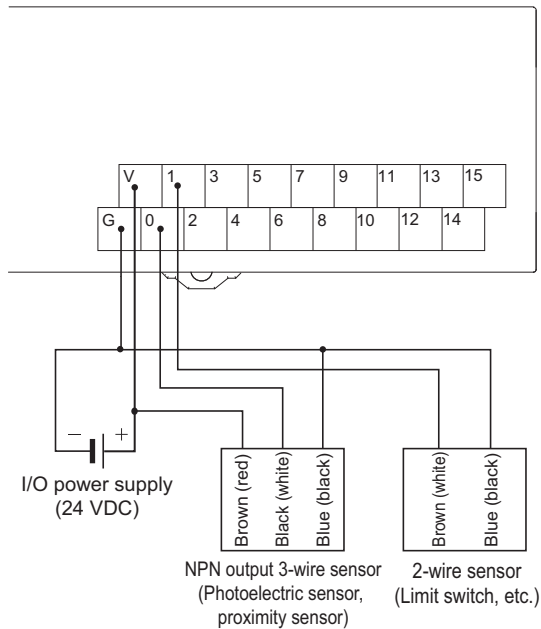 V 1 3 5 7 9 11 13 15
G 0 2 4 6 8 10 12 14
− +
I/O power supply
(24 VDC)
Brown (red)
Black (white)
Blue (black)
Brown (white)
Blue (black)
NPN output 3-wire sensor
(Photoelectric sensor,
proximity sensor)
2-wire sensor
(Limit switch, etc.)